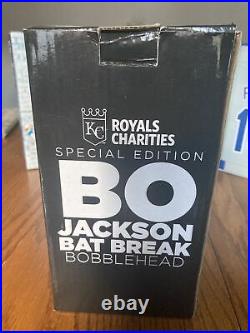 KC
ROYALS
CHARITIES
SPECIAL EDITION
BO
JACKSON
BAT BREAK
BOBBLEHEAD